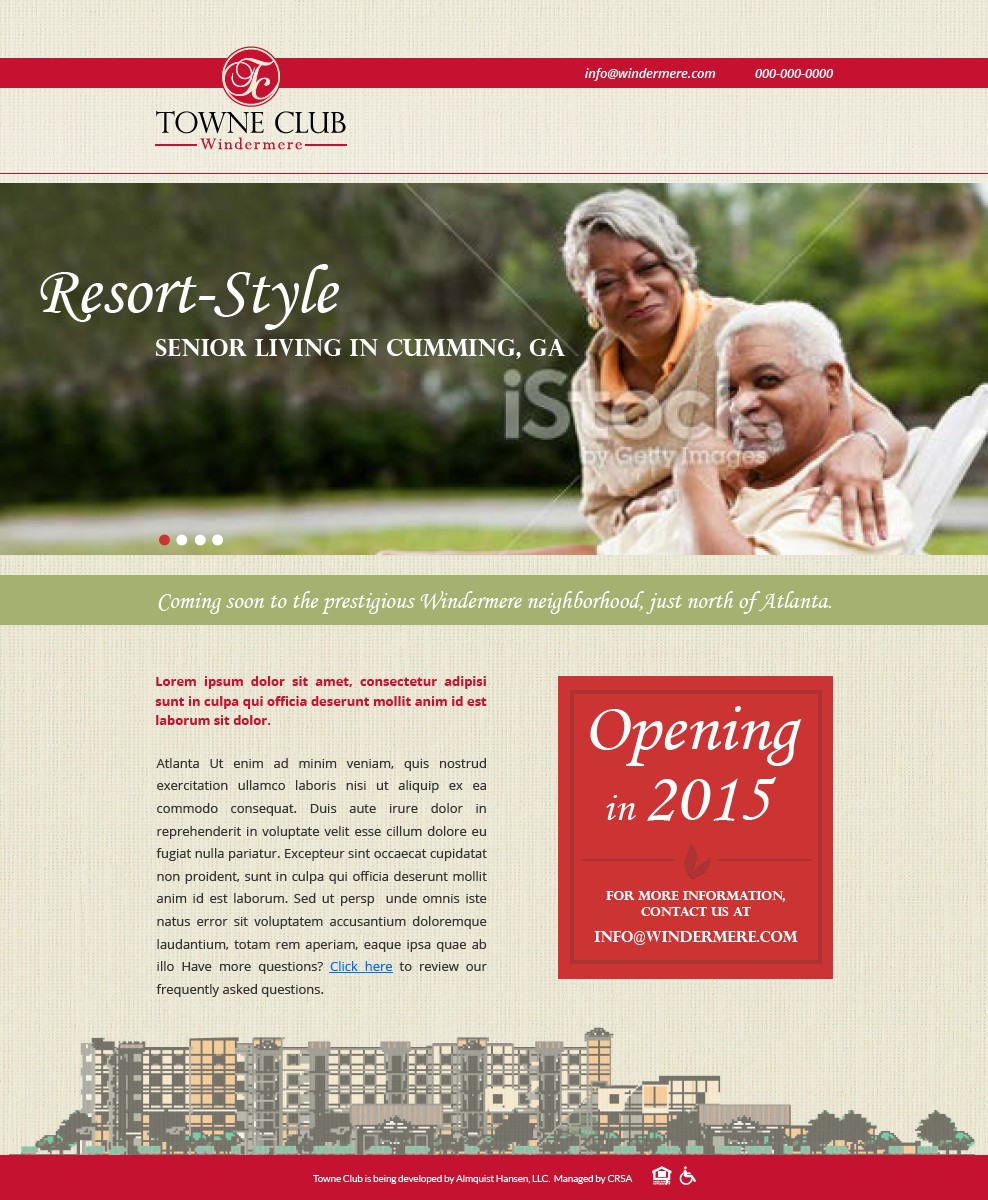 info@windermere.com 000-000-0000
Tc
TOWNE CLUB
Windermere
Resort-Style
SENIOR LIVING IN CUMMING, GA
iStock.
by Getty Images
Coming soon to the prestigious Windermere neighborhood, just north of Atlanta.
Lorem ipsum dolor sit amet, consectetur adipisi
sunt in culpa qui officia deserunt mollit anim id est
laborum sit dolor.
Atlanta Ut enim ad minim veniam, quis nostrud
exercitation ullamco laboris nisi ut aliquip ex ea
commodo consequat. Duis aute irure dolor in
reprehenderit in voluptate velit esse cillum dolore eu
fugiat nulla pariatur. Excepteur sint occaecat cupidatat
non proident, sunt in culpa qui officia deserunt mollit
anim id est laborum. Sed ut persp unde omnis iste
natus error sit voluptatem accusantium doloremque
laudantium, totam rem aperiam, eaque ipsa quae ab
illo Have more questions? Click here to review our
frequently asked questions.
Opening
in 2015
FOR MORE INFORMATION,
CONTACT US AT
INFO@WINDERMERE.COM
Towne Club is being developed by Almquist Hansen, LLC. Managed by CRSA